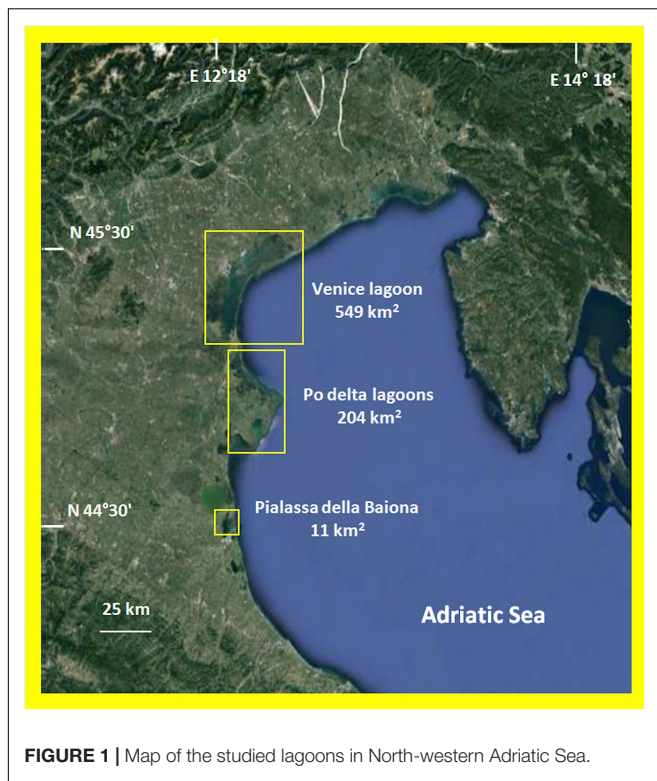 E 12°18'
E 14° 18'
N 45°30'
Venice lagoon
549 km²
Po delta lagoons
204 km²
N 44°30'
Pialassa della Baiona
11 km²
25 km
Adriatic Sea
FIGURE 1 | Map of the studied lagoons in North-western Adriatic Sea.